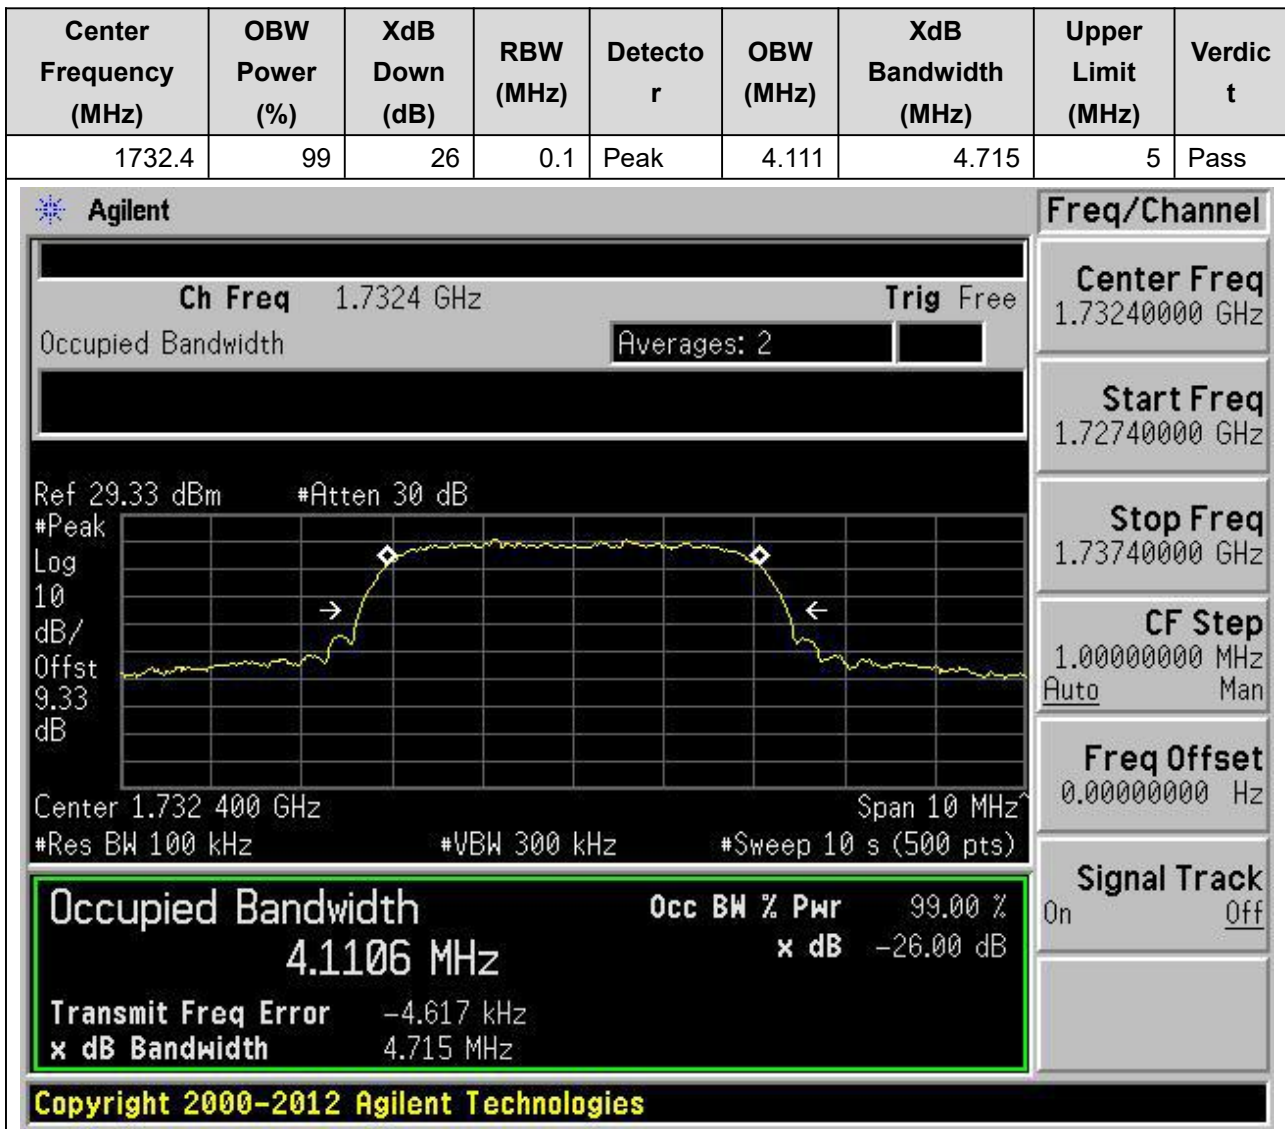 Center Frequency (MHz) OBW Power (%) XdB Down (dB) RBW (MHz) Detector OBW (MHz) XdB Bandwidth (MHz) Upper Limit (MHz) Verdict
1732.4 99 26 0.1 Peak 4.111 4.715 5 Pass
Agilent
Freq/Channel
Ch Freq 1.7324 GHz Trig Free
Occupied Bandwidth Averages: 2
Center Freq
1.73240000 GHz
Start Freq
1.72740000 GHz
Stop Freq
1.73740000 GHz
CF Step
1.00000000 MHz
Auto Man
Freq Offset
0.00000000 Hz
Signal Track
On Off
Ref 29.33 dBm #Atten 30 dB
#Peak
Log
10
dB/
Offst
9.33
dB
Center 1.732 400 GHz Span 10 MHz^
#Res BW 100 kHz #VBW 300 kHz #Sweep 10 s (500 pts)
Occupied Bandwidth Occ BW % Pwr 99.00 %
4.1106 MHz x dB -26.00 dB
Transmit Freq Error -4.617 kHz
x dB Bandwidth 4.715 MHz
Copyright 2000-2012 Agilent Technologies